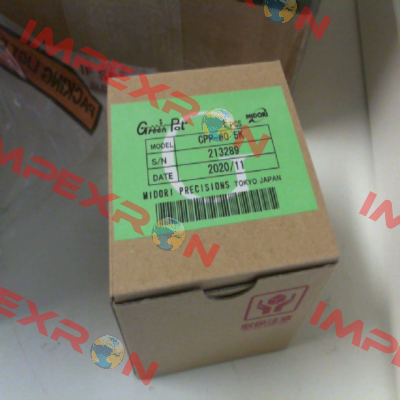 Green Pot MIDORI
MODEL CPP-60-5K
S/N 213289
DATE 2020/11
MIDORI PRECISIONS TOKYO JAPAN
PACKING LIST
IMPEXRON
IMPEXRON
IMPEXRON
IMPEXRON
IMPEXRON